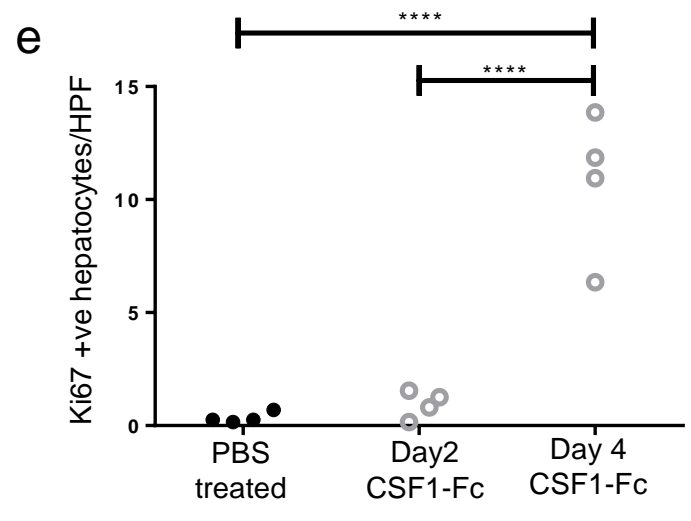 e
****
****
Ki67 +ve hepatocytes/HPF
15
10
5
0
PBS
treated
Day2
CSF1-Fc
Day 4
CSF1-Fc